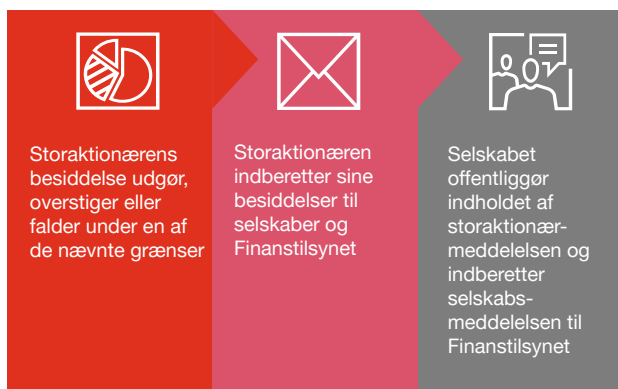 Storaktionærens
besiddelse udgør,
overstiger eller
falder under en af
de nævnte grænser
Storaktionæren
indberetter sine
besiddelser til
selskaber og
Finanstilsynet
Selskabet
offentliggør
indholdet af
storaktionær-
meddelelsen og
indberetter
selskabs-
meddelelsen til
Finanstilsynet